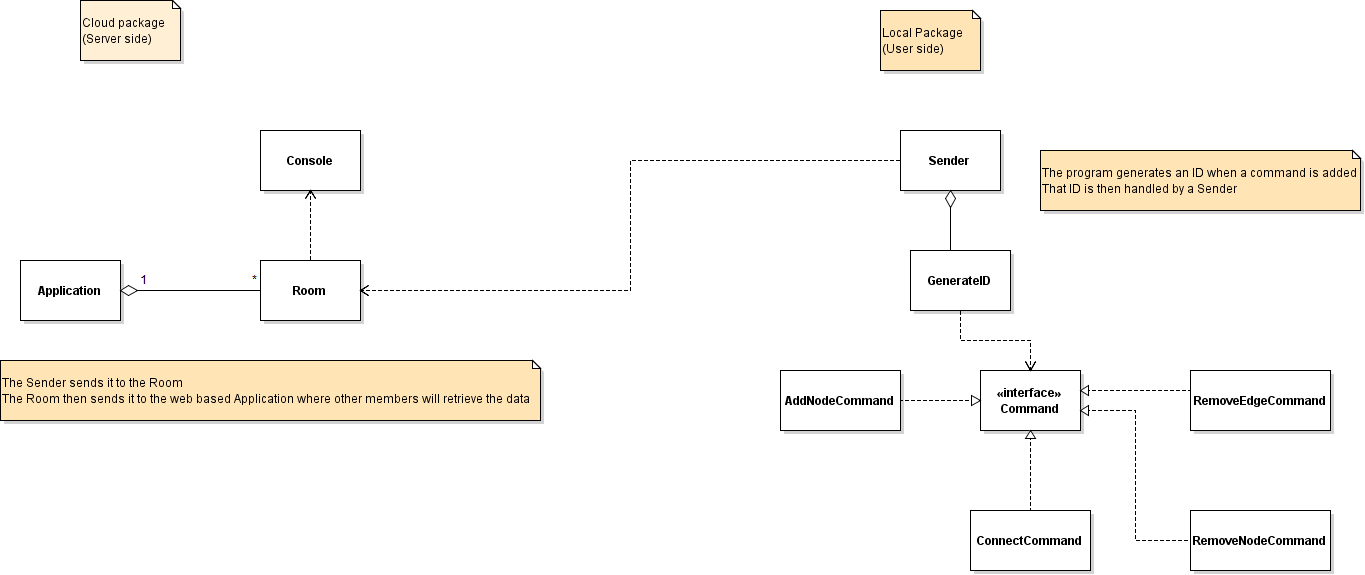 Cloud package
(Server side)
Local Package
(User side)
Console
Sender
The program generates an ID when a command is added
That ID is then handled by a Sender
Application
1
*
Room
GenerateID
The Sender sends it to the Room
The Room then sends it to the web based Application where other members will retrieve the data
AddNodeCommand
«interface»
Command
RemoveEdgeCommand
ConnectCommand
RemoveNodeCommand